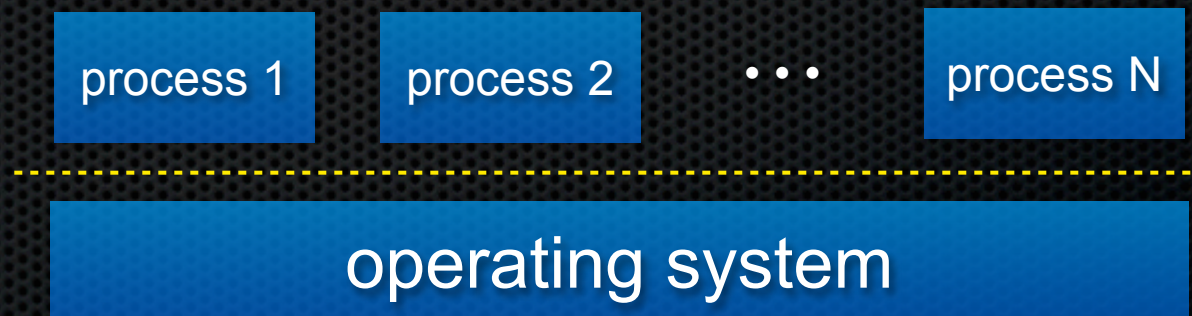 process 1
process 2
...
process N
operating system